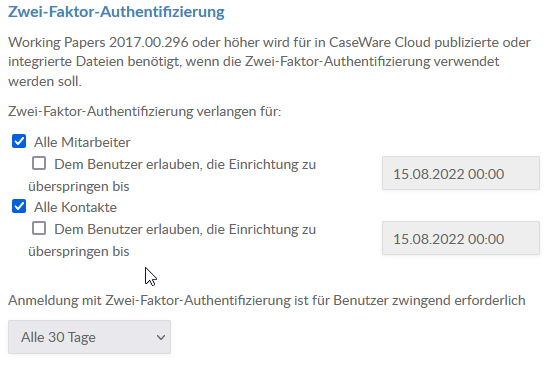 Zwei-Faktor-Authentifizierung
Working Papers 2017.00.296 oder höher wird für in CaseWare Cloud publizierte oder
integrierte Dateien benötigt, wenn die Zwei-Faktor-Authentifizierung verwendet
werden soll.
Zwei-Faktor-Authentifizierung verlangen für:
Alle Mitarbeiter
Dem Benutzer erlauben, die Einrichtung zu
überspringen bis
15.08.2022 00:00
Alle Kontakte
Dem Benutzer erlauben, die Einrichtung zu
überspringen bis
15.08.2022 00:00
Anmeldung mit Zwei-Faktor-Authentifizierung ist für Benutzer zwingend erforderlich
Alle 30 Tage